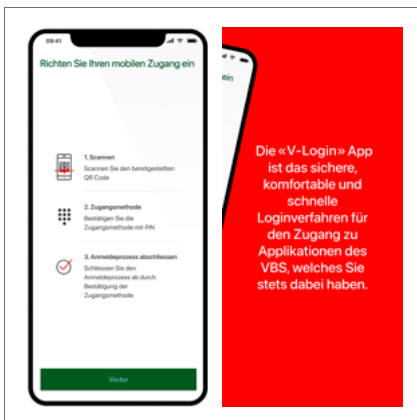 09:41
Richten Sie Ihren mobilen Zugang ein
1. Scannen
Scannen Sie den bereitgestellten
QR Code
2. Zugangsmethode
Bestätigen Sie die
Zugangsmethode mit PIN
3. Anmeldeprozess abschliessen
Schliessen Sie den
Anmeldeprozess ab durch
Bestätigung der
Zugangsmethode
Weiter
ein
Die «V-Login» App
ist das sichere,
komfortable und
schnelle
Loginverfahren für
den Zugang zu
Applikationen des
VBS, welches Sie
stets dabei haben.